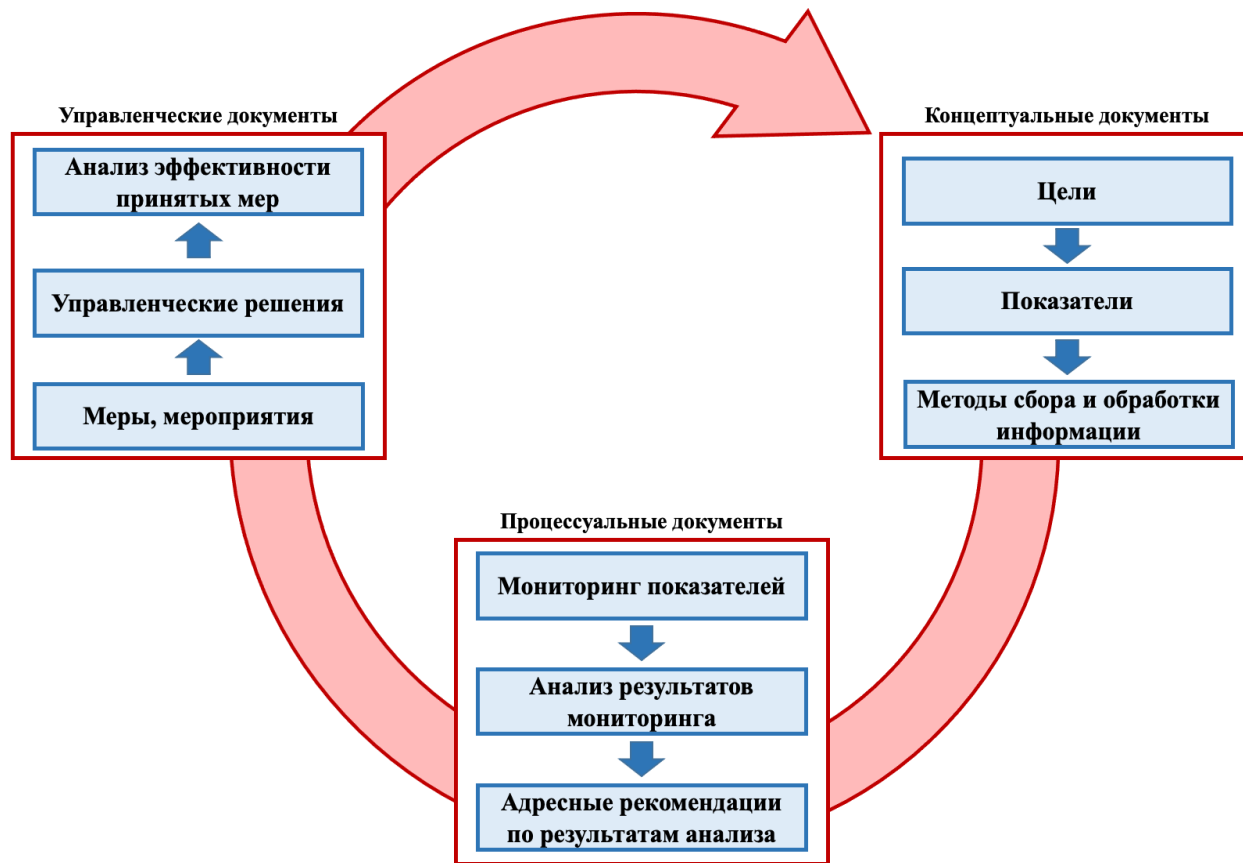 Управленческие документы
Анализ эффективности
принятых мер
Управленческие решения
Меры, мероприятия
Концептуальные документы
Цели
Показатели
Методы сбора и обработки
информации
Процессуальные документы
Мониторинг показателей
Анализ результатов
мониторинга
Адресные рекомендации
по результатам анализа